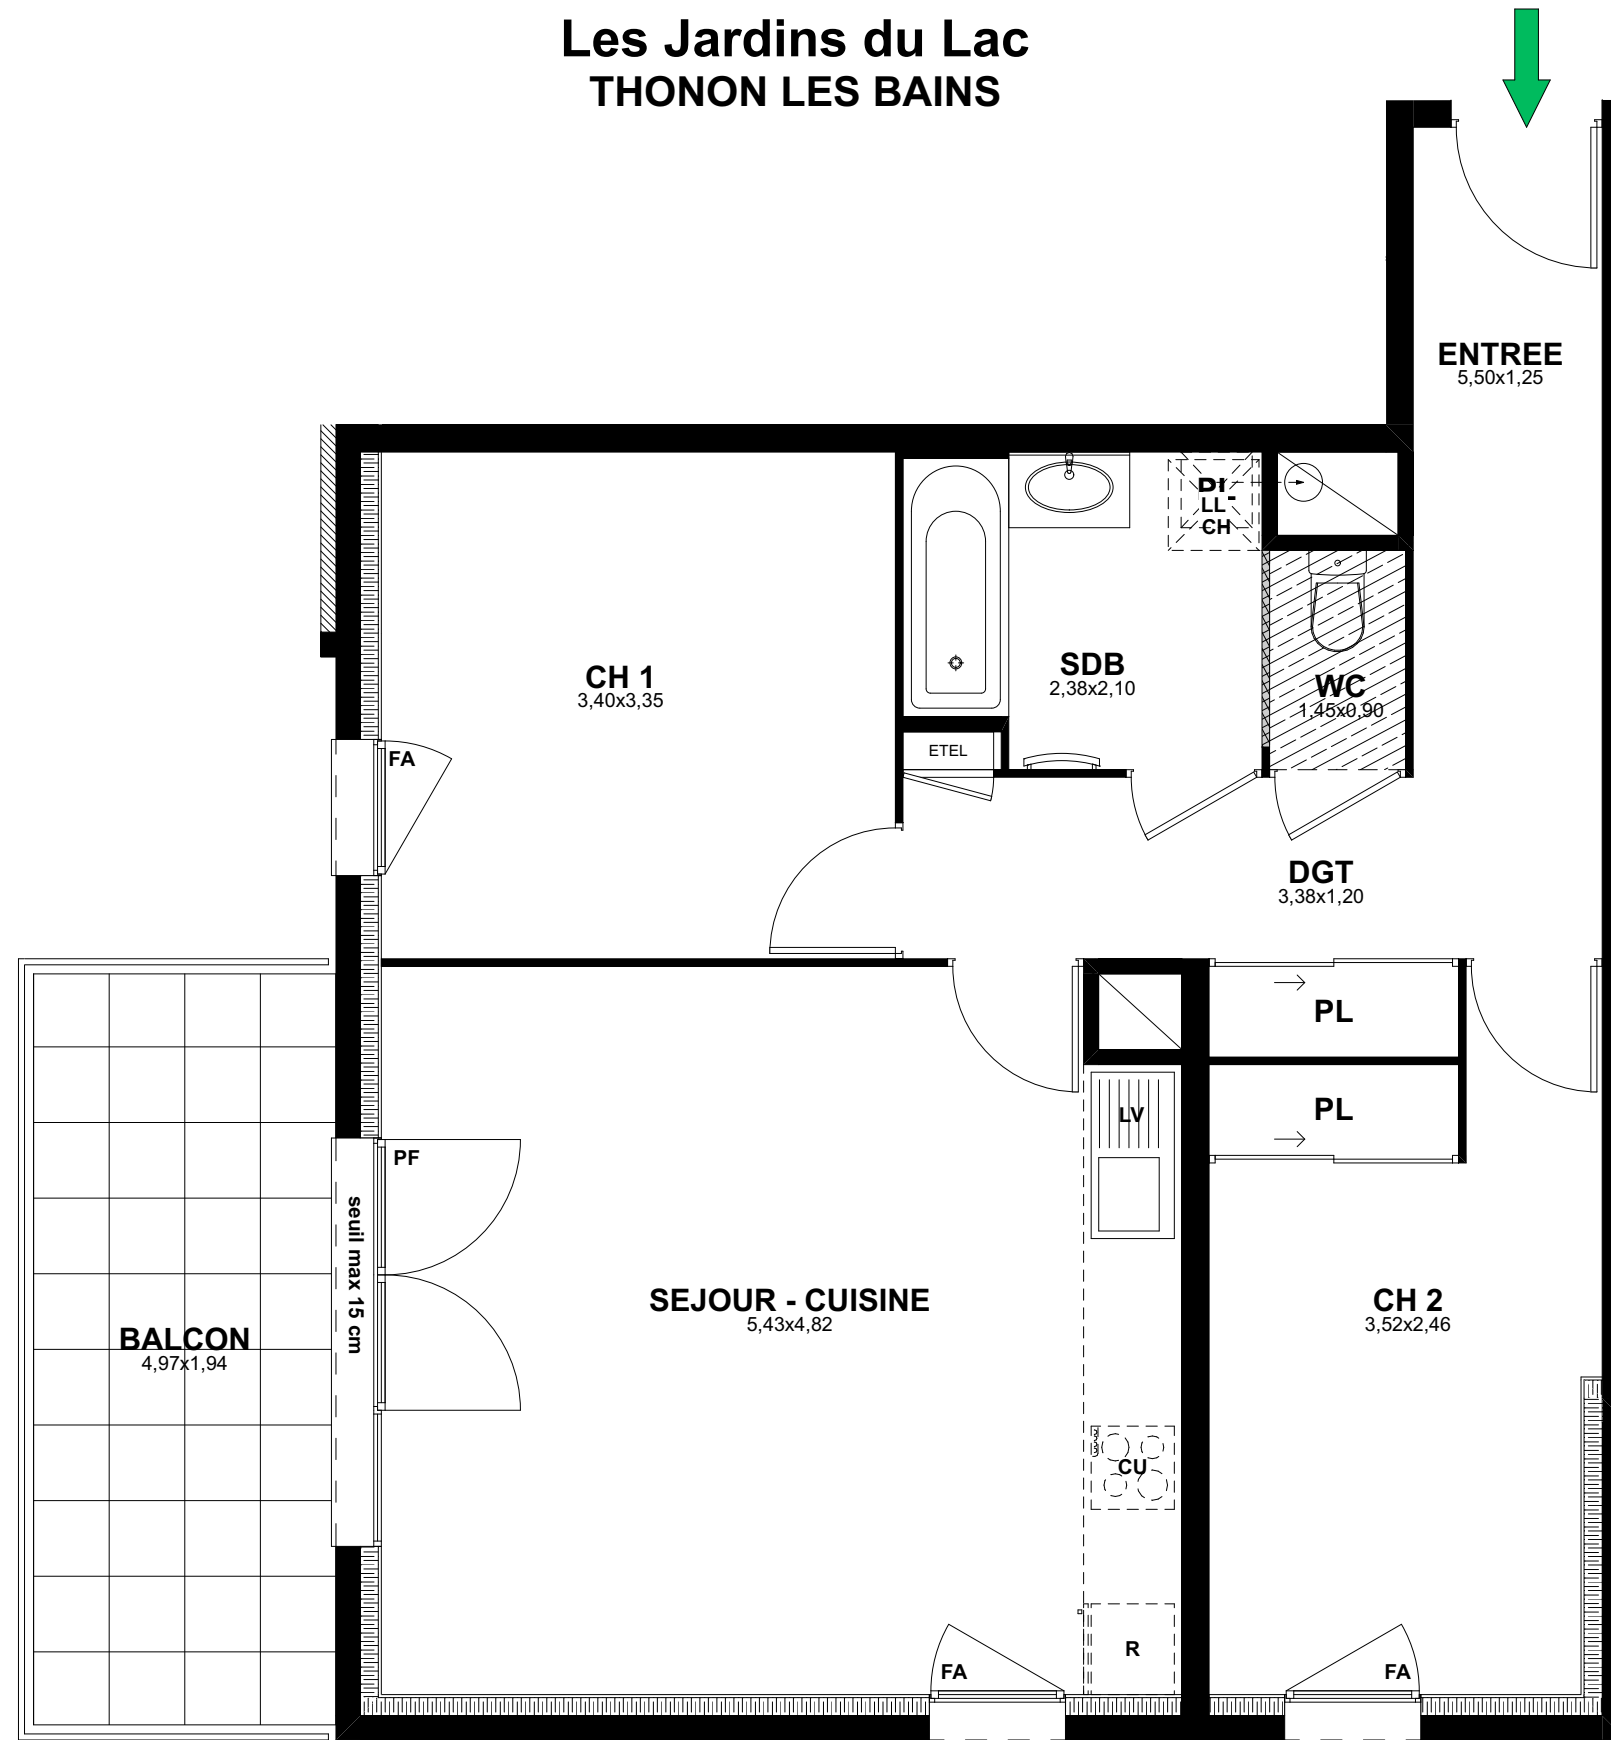 Les Jardins du Lac
THONON LES BAINS
ENTREE
5,50x1,25
LL-
CH
CH 1
3,40x3,35
SDB
2,38x2,10
WC
1,45x0,90
ETEL
FA
DGT
3,38x1,20
PL
PL
LV
PF
seuil max 15 cm
SEJOUR - CUISINE
5,43x4,82
CH 2
3,52x2,46
BALCON
4,97x1,94
CU
R
FA
FA